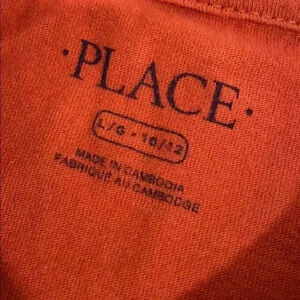 ·PLACE·
L/G - 10/12
MADE IN CAMBODIA
FABRIQUÉ AU CAMBODGE